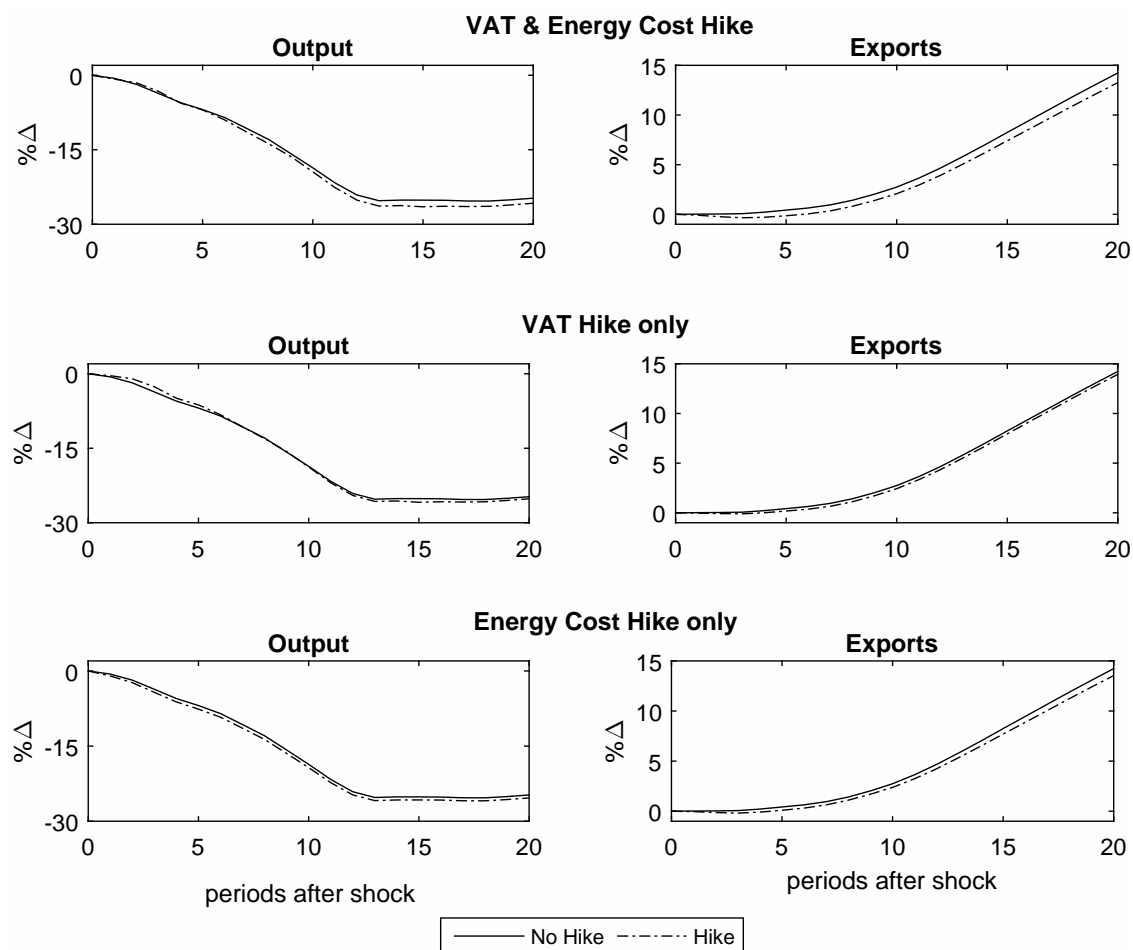 VAT & Energy Cost Hike
Output
Exports
%Δ
0
-15
-30
0
5
10
15
20
%Δ
15
10
5
0
0
5
10
15
20
VAT Hike only
Output
Exports
%Δ
0
-15
-30
0
5
10
15
20
%Δ
15
10
5
0
0
5
10
15
20
Energy Cost Hike only
Output
Exports
%Δ
0
-15
-30
0
5
10
15
20
periods after shock
%Δ
15
10
5
0
0
5
10
15
20
periods after shock
No Hike
Hike